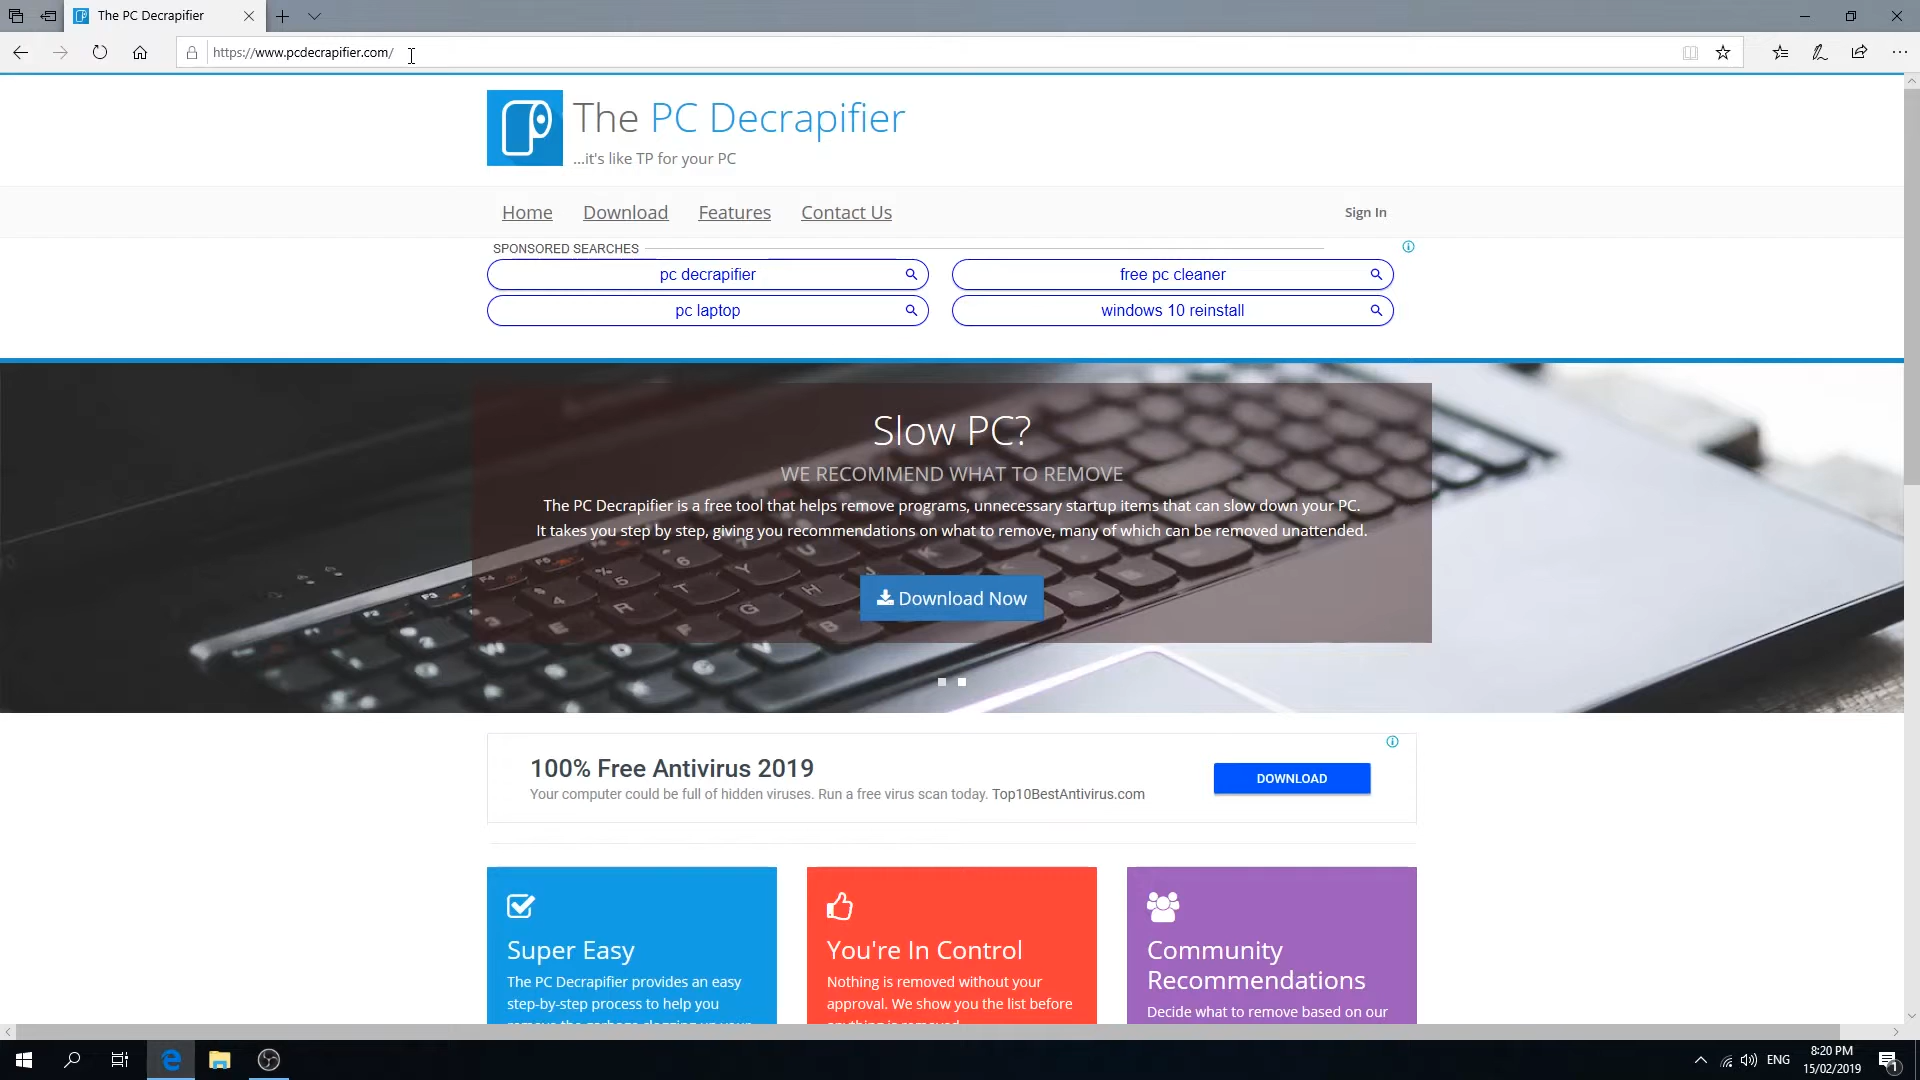 The PC Decrapifier
https://www.pcdecrapifier.com/
The PC Decrapifier
...it's like TP for your PC
Home Download Features Contact Us Sign In
SPONSORED SEARCHES
pc decrapifier free pc cleaner
pc laptop windows 10 reinstall
Slow PC?
WE RECOMMEND WHAT TO REMOVE
The PC Decrapifier is a free tool that helps remove programs, unnecessary startup items that can slow down your PC.
It takes you step by step, giving you recommendations on what to remove, many of which can be removed unattended.
Download Now
100% Free Antivirus 2019
Your computer could be full of hidden viruses. Run a free virus scan today. Top10BestAntivirus.com
DOWNLOAD
Super Easy
The PC Decrapifier provides an easy
step-by-step process to help you
You're In Control
Nothing is removed without your
approval. We show you the list before
Community
Recommendations
Decide what to remove based on our
ENG
8:20 PM
15/02/2019
1